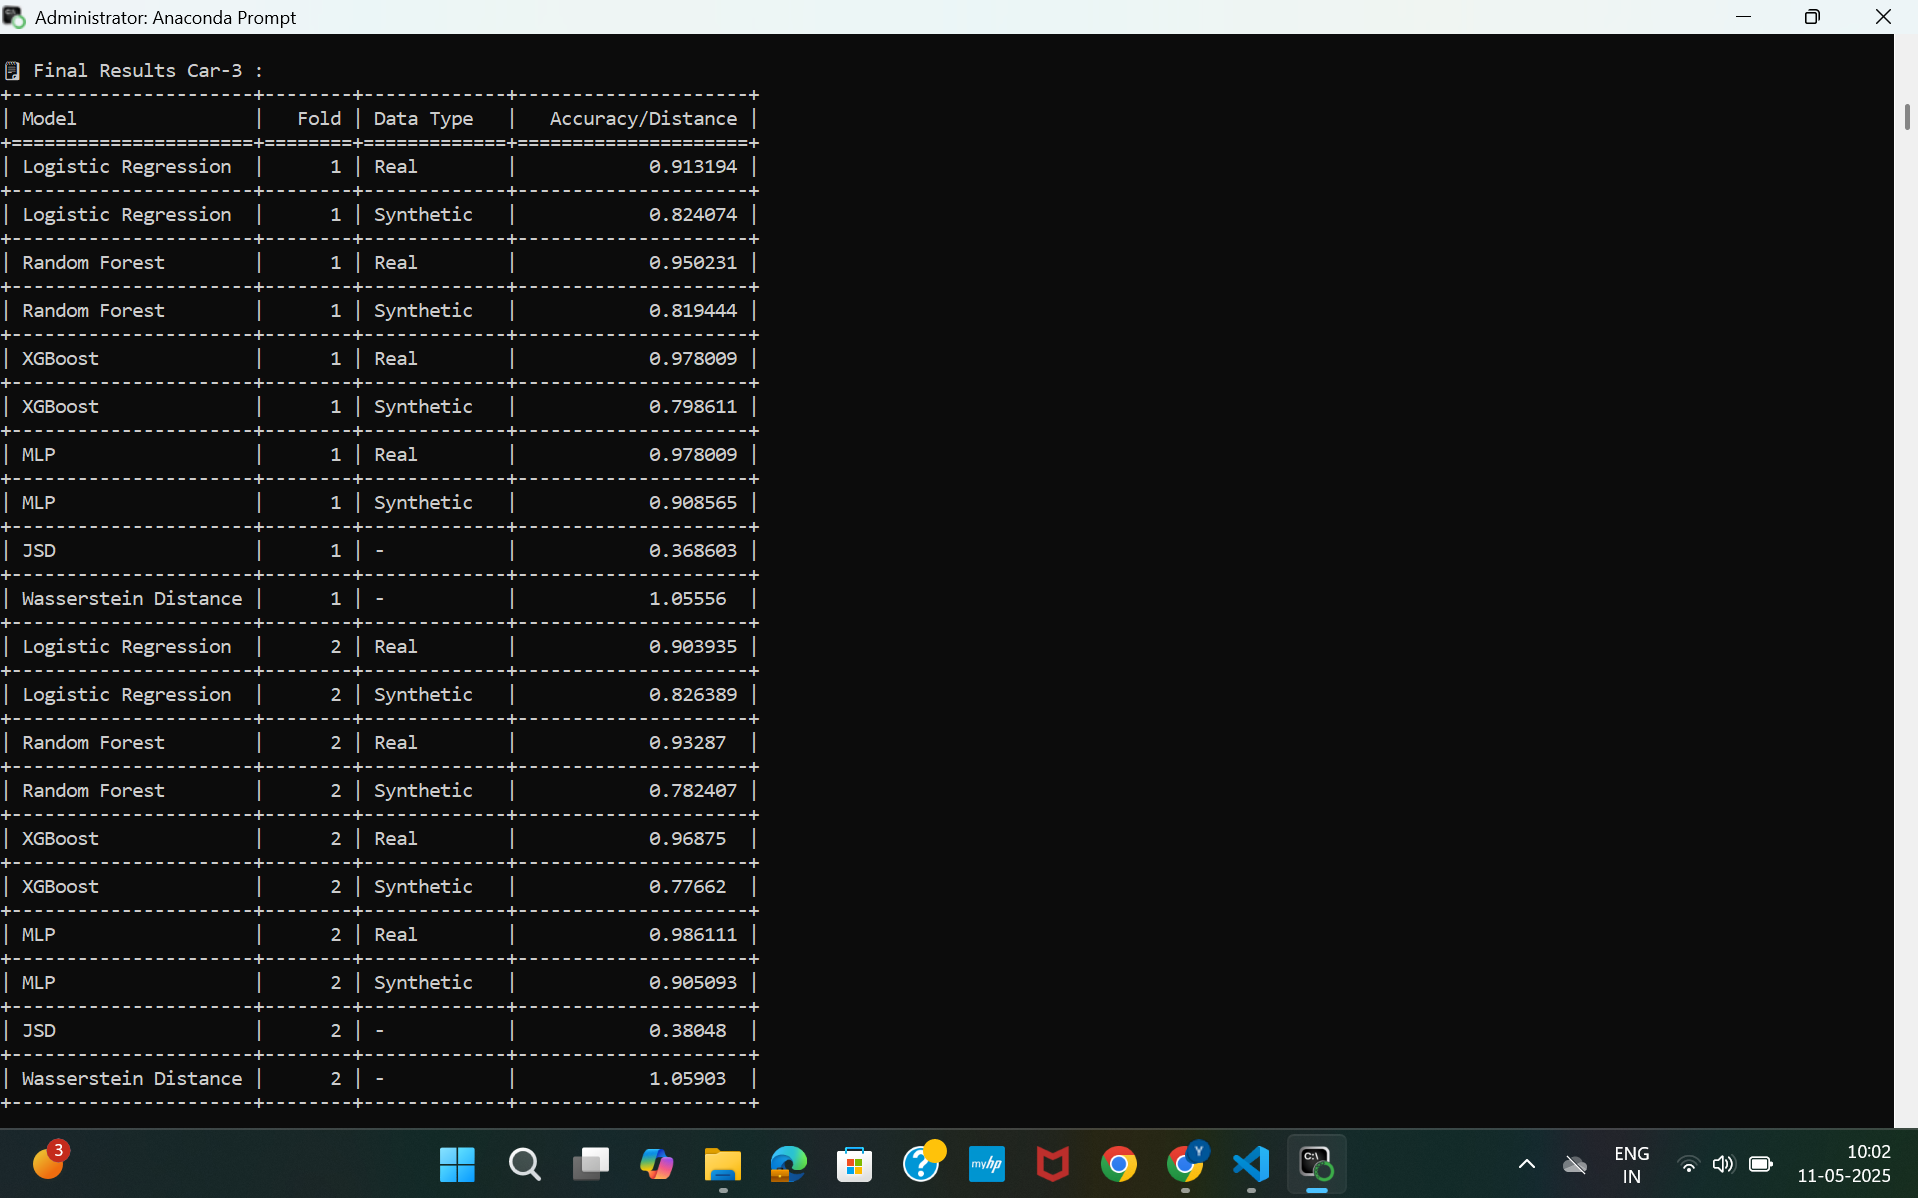 Administrator: Anaconda Prompt
Final Results Car-3 :
+----------------------+--------+-------------+---------------------+
| Model                |   Fold | Data Type   |   Accuracy/Distance |
+======================+========+=============+=====================+
| Logistic Regression  |      1 | Real        |            0.913194 |
+----------------------+--------+-------------+---------------------+
| Logistic Regression  |      1 | Synthetic   |            0.824074 |
+----------------------+--------+-------------+---------------------+
| Random Forest        |      1 | Real        |            0.950231 |
+----------------------+--------+-------------+---------------------+
| Random Forest        |      1 | Synthetic   |            0.819444 |
+----------------------+--------+-------------+---------------------+
| XGBoost              |      1 | Real        |            0.978009 |
+----------------------+--------+-------------+---------------------+
| XGBoost              |      1 | Synthetic   |            0.798611 |
+----------------------+--------+-------------+---------------------+
| MLP                  |      1 | Real        |            0.978009 |
+----------------------+--------+-------------+---------------------+
| MLP                  |      1 | Synthetic   |            0.908565 |
+----------------------+--------+-------------+---------------------+
| JSD                  |      1 | -           |            0.368603 |
+----------------------+--------+-------------+---------------------+
| Wasserstein Distance |      1 | -           |            1.05556  |
+----------------------+--------+-------------+---------------------+
| Logistic Regression  |      2 | Real        |            0.903935 |
+----------------------+--------+-------------+---------------------+
| Logistic Regression  |      2 | Synthetic   |            0.826389 |
+----------------------+--------+-------------+---------------------+
| Random Forest        |      2 | Real        |            0.93287  |
+----------------------+--------+-------------+---------------------+
| Random Forest        |      2 | Synthetic   |            0.782407 |
+----------------------+--------+-------------+---------------------+
| XGBoost              |      2 | Real        |            0.96875  |
+----------------------+--------+-------------+---------------------+
| XGBoost              |      2 | Synthetic   |            0.77662  |
+----------------------+--------+-------------+---------------------+
| MLP                  |      2 | Real        |            0.986111 |
+----------------------+--------+-------------+---------------------+
| MLP                  |      2 | Synthetic   |            0.905093 |
+----------------------+--------+-------------+---------------------+
| JSD                  |      2 | -           |            0.38048  |
+----------------------+--------+-------------+---------------------+
| Wasserstein Distance |      2 | -           |            1.05903  |
+----------------------+--------+-------------+---------------------+
3
myhp
Y
C:\
ENG
IN
10:02
11-05-2025